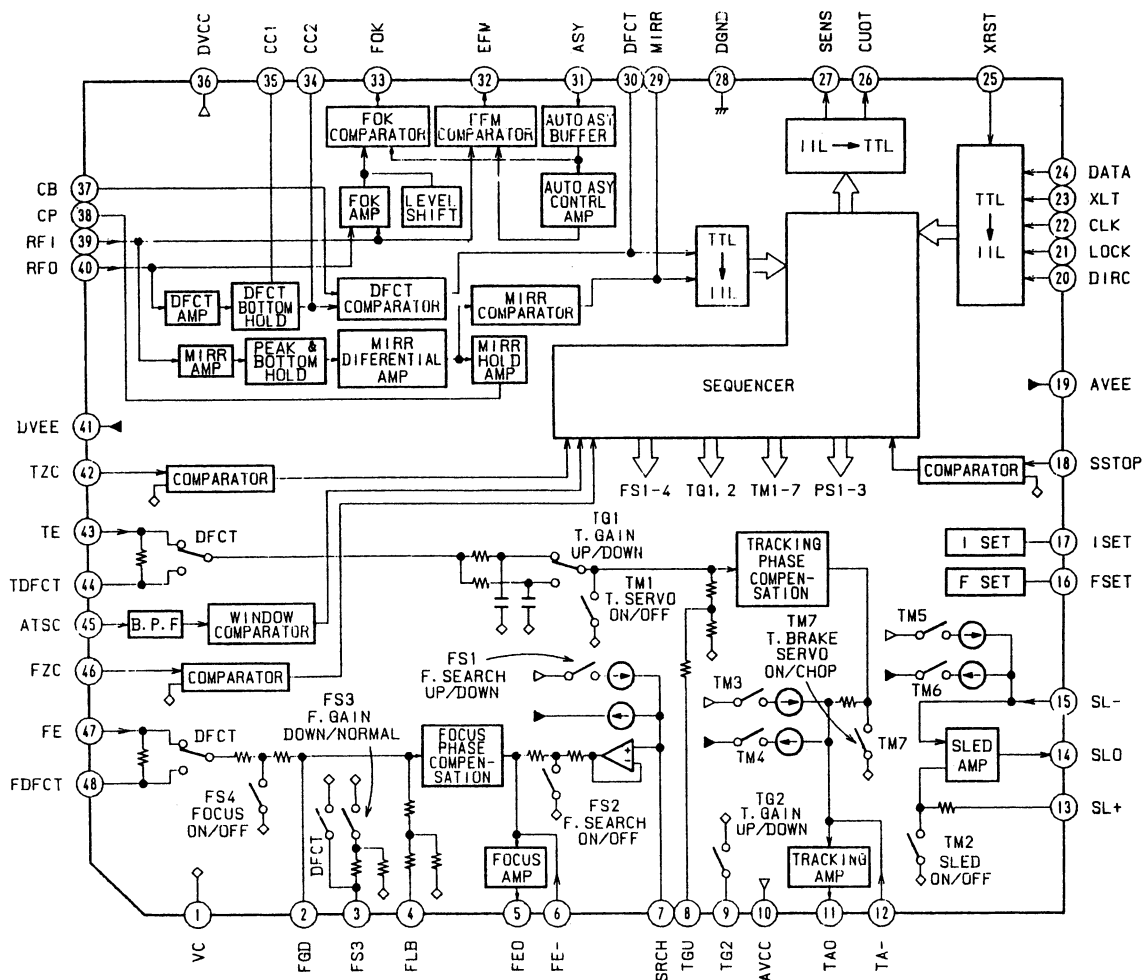 DVCC
CC1
CC2
FOK
EFM
ASY
DFCT
MIRR
DGND
SENS
CUOT
XRST
36
35
34
33
32
31
30
29
28
27
26
25
FOK
COMPARATOR
EFM
COMPARATOR
AUTO ASY
BUFFER
IIL → TTL
FOK
AMP
LEVEL
SHIFT
AUTO ASY
CONTRL
AMP
TTL
↓
IIL
TTL
↓
IIL
CB 37
CP 38
RFI 39
RFO 40
24 DATA
23 XLT
22 CLK
21 LOCK
20 DIRC
DFCT
AMP
DFCT
BOTTOM
HOLD
DFCT
COMPARATOR
MIRR
COMPARATOR
MIRR
AMP
PEAK &
BOTTOM
HOLD
MIRR
DIFERENTIAL
AMP
MIRR
HOLD
AMP
SEQUENCER
19 AVEE
DVEE 41
TZC 42
COMPARATOR
COMPARATOR
18 SSTOP
FS1-4
TG1, 2
TM1-7
PS1-3
TE 43
DFCT
TG1
T. GAIN
UP/DOWN
TRACKING
PHASE
COMPEN-
SATION
I SET
17 ISET
F SET
16 FSET
TDFCT 44
TM1
T. SERVO
ON/OFF
ATSC 45
B.P.F
WINDOW
COMPARATOR
TM7
T. BRAKE
SERVO
ON/CHOP
TM5
FZC 46
COMPARATOR
FS1
F. SEARCH
UP/DOWN
TM3
TM6
15 SL-
FE 47
DFCT
FS3
F. GAIN
DOWN/NORMAL
FOCUS
PHASE
COMPEN-
SATION
+
-
TM4
TM7
SLED
AMP
14 SLO
FDFCT 48
FS4
FOCUS
ON/OFF
FS2
F. SEARCH
ON/OFF
TG2
T. GAIN
UP/DOWN
13 SL+
DFCT
FOCUS
AMP
TRACKING
AMP
TM2
SLED
ON/OFF
1
2
3
4
5
6
7
8
9
10
11
12
VC
FGD
FS3
FLB
FEO
FE-
SRCH
TGU
TG2
AVCC
TAO
TA-